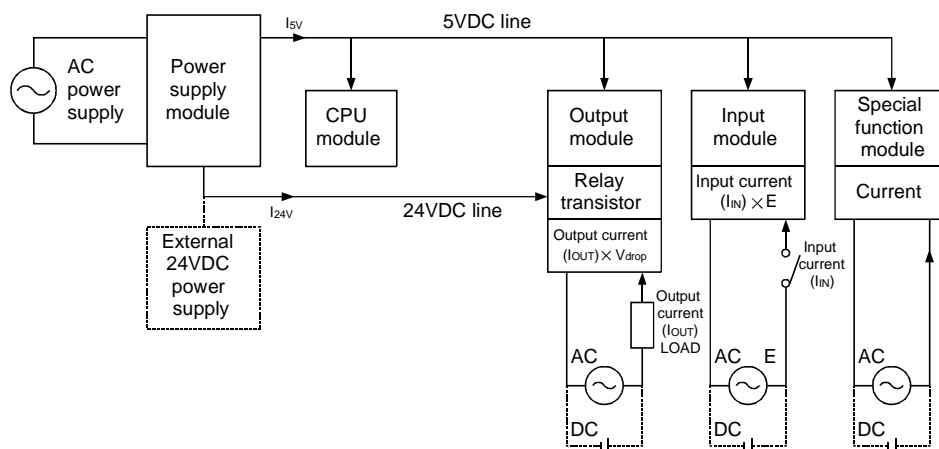 I5V
5VDC line
AC
power
supply
Power
supply
module
CPU
module
Output
module
Input
module
Special
function
module
Relay
transistor
Input current
(IIN) × E
Current
I24V
24VDC line
Output current
(IOUT) × Vdrop
External
24VDC
power
supply
Input
current
(IIN)
Output
current
(IOUT)
LOAD
AC
AC
E
AC
DC
DC
DC